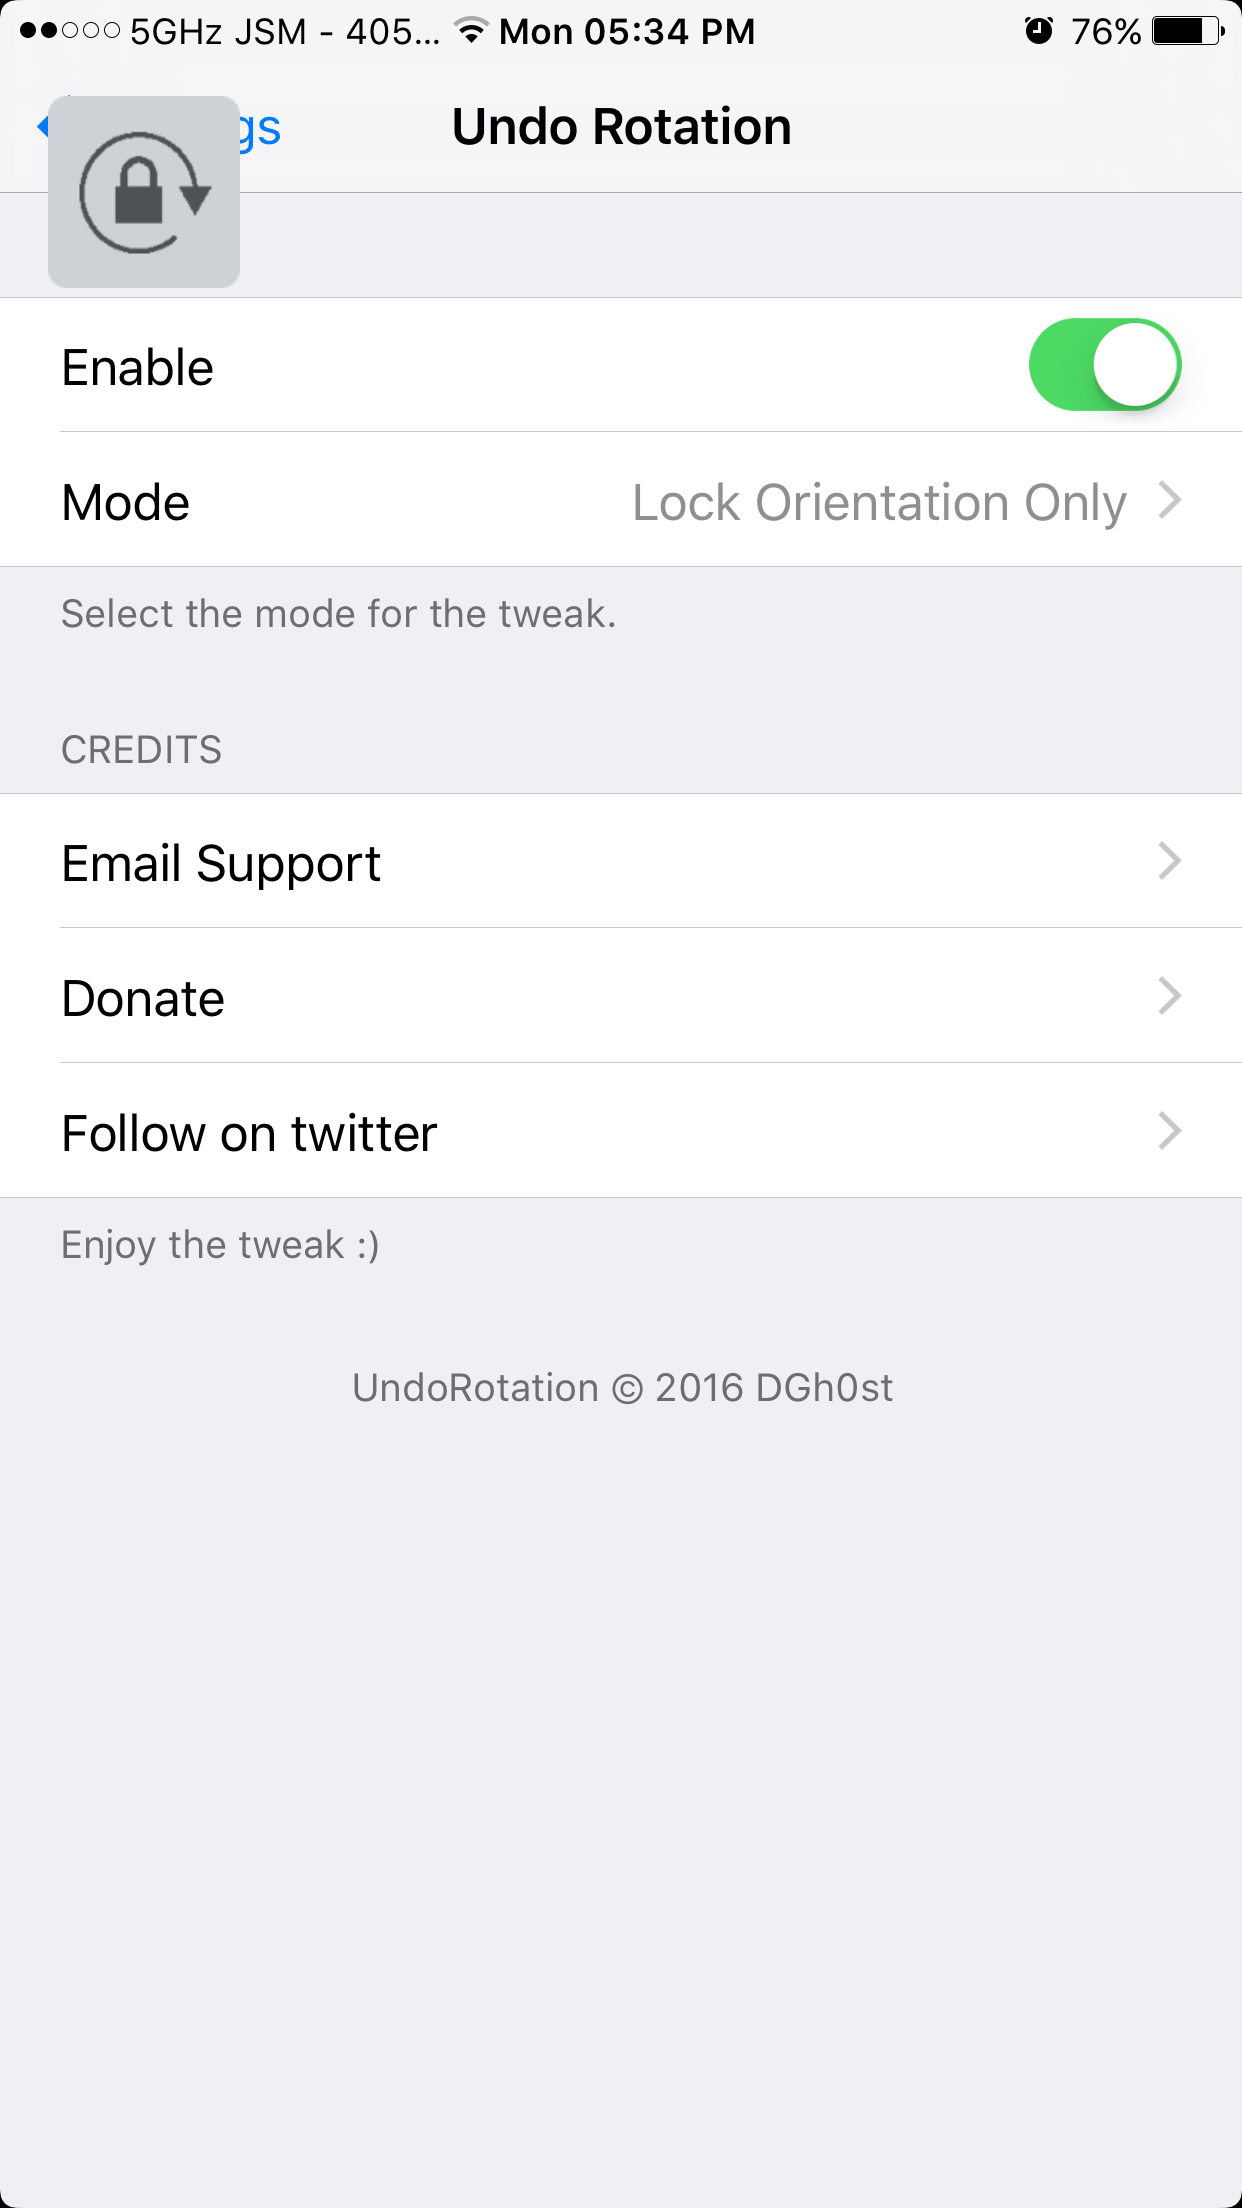 5GHz JSM - 405... Mon 05:34 PM 76%
gs Undo Rotation
Enable
Mode Lock Orientation Only
Select the mode for the tweak.
CREDITS
Email Support
Donate
Follow on twitter
Enjoy the tweak :)
UndoRotation © 2016 DGh0st